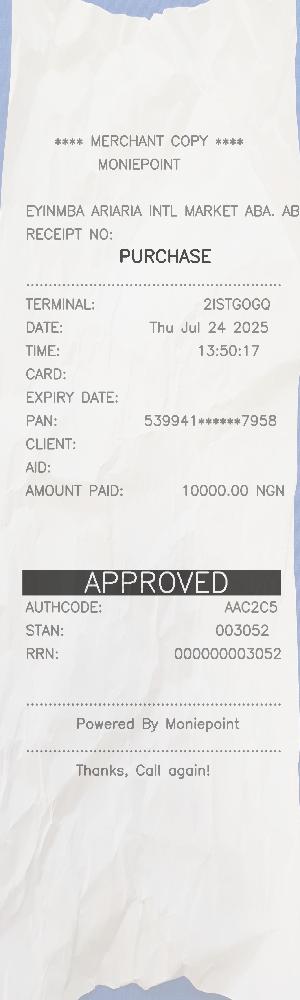 **** MERCHANT COPY ****
MONIEPOINT
EYINMBA ARIARIA INTL MARKET ABA. AB
RECEIPT NO:
PURCHASE
TERMINAL: 2ISTGOGQ
DATE: Thu Jul 24 2025
TIME: 13:50:17
CARD:
EXPIRY DATE:
PAN: 539941******7958
CLIENT:
AID:
AMOUNT PAID: 10000.00 NGN
APPROVED
AUTHCODE: AAC2C5
STAN: 003052
RRN: 000000003052
Powered By Moniepoint
Thanks, Call again!